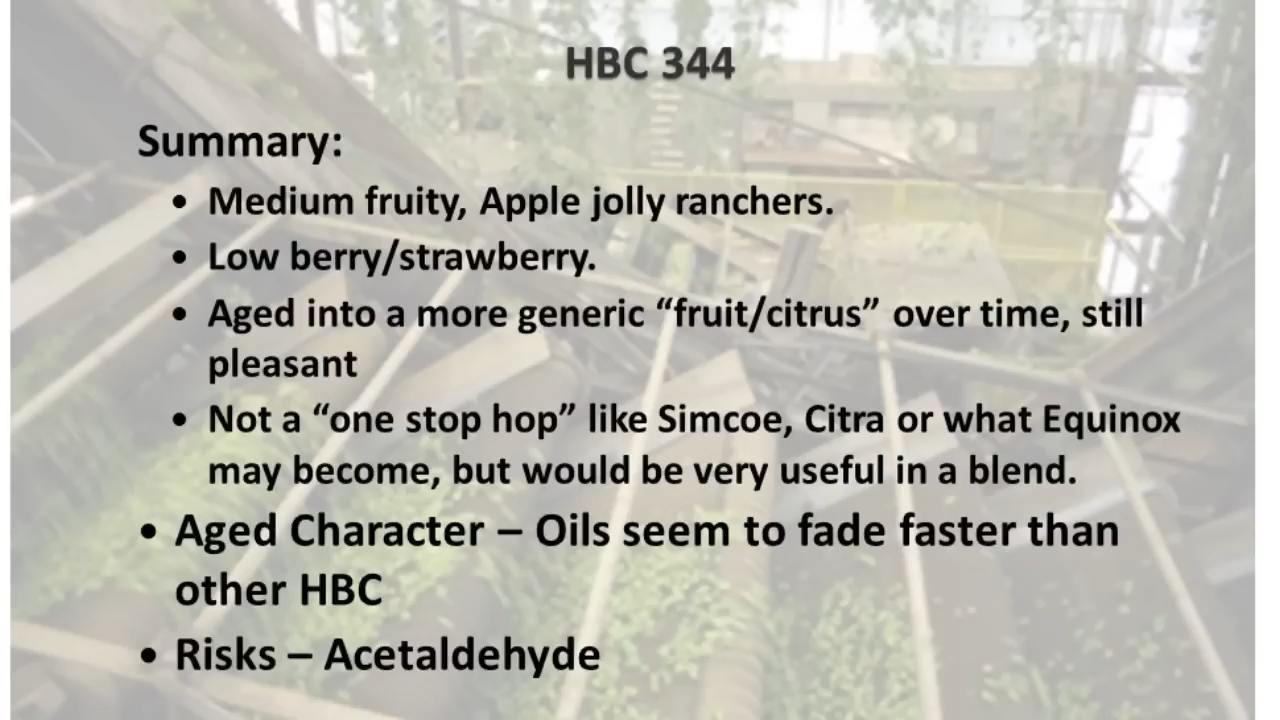 HBC 344
Summary:
• Medium fruity, Apple jolly ranchers.
• Low berry/strawberry.
• Aged into a more generic “fruit/citrus” over time, still
pleasant
• Not a “one stop hop” like Simcoe, Citra or what Equinox
may become, but would be very useful in a blend.
• Aged Character – Oils seem to fade faster than
other HBC
• Risks – Acetaldehyde